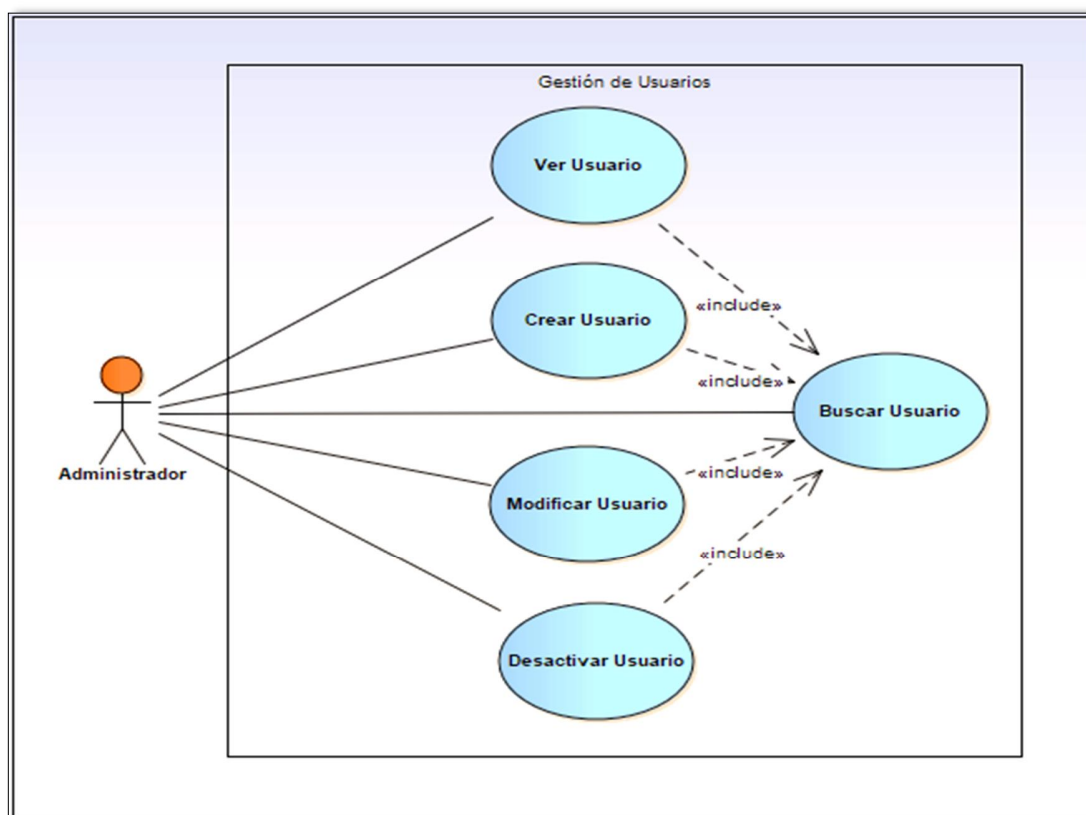 Gestión de Usuarios
Ver Usuario
Crear Usuario
«include»
«include»
Buscar Usuario
Administrador
Modificar Usuario
«include»
«include»
Desactivar Usuario